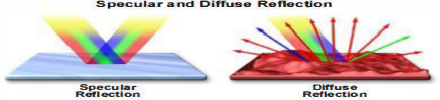 Specular and Diffuse Reflection
Specular
Reflection
Diffuse
Reflection